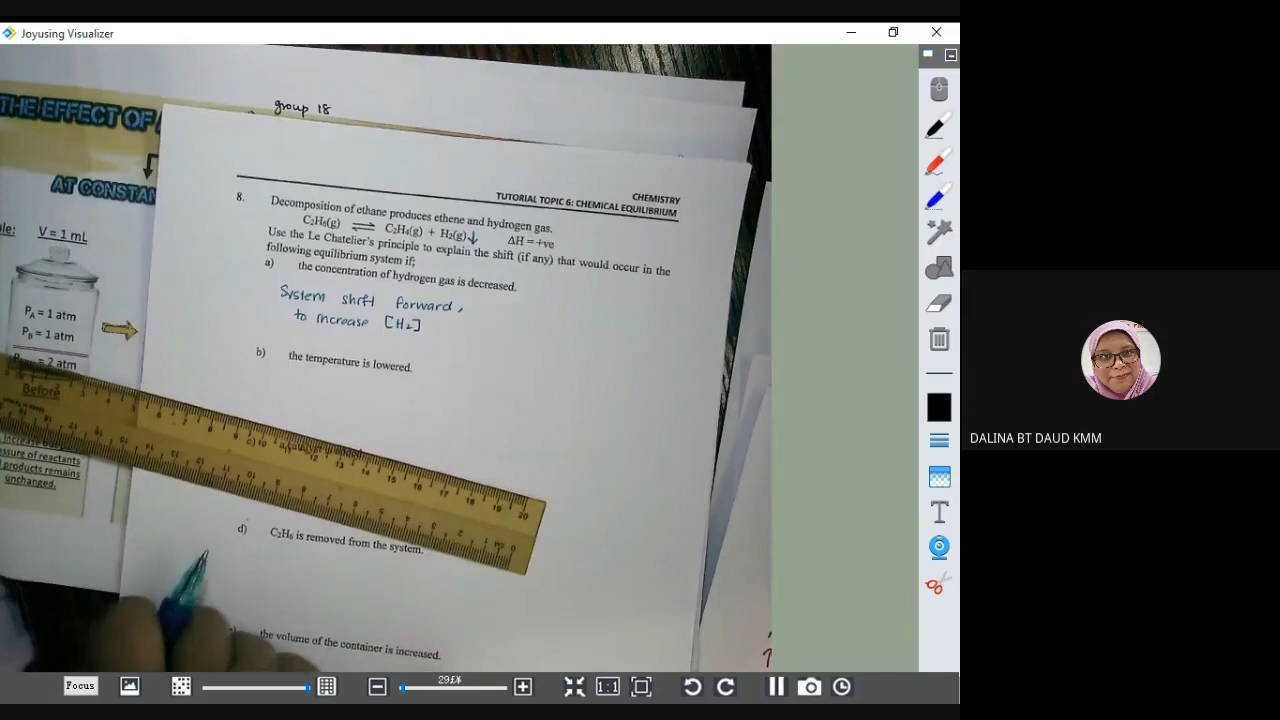 Joyusing Visualizer
group 18
THE EFFECT OF
AT CONSTAN
V = 1 mL
PA = 1 atm
PB = 1 atm
= 2 atm
Before
unchanged.
CHEMISTRY
TUTORIAL TOPIC 6: CHEMICAL EQUILIBRIUM
8. Decomposition of ethane produces ethene and hydrogen gas.
C₂H₆(g) ⇌ C₂H₄(g) + H₂(g)↓ ΔH = +ve
Use the Le Chatelier's principle to explain the shift (if any) that would occur in the
following equilibrium system if;
a) the concentration of hydrogen gas is decreased.
System shift forward,
to increase [H₂]
b) the temperature is lowered.
c)
d) C₂H₆ is removed from the system.
the volume of the container is increased.
DALINA BT DAUD KMM
Focus
1:1